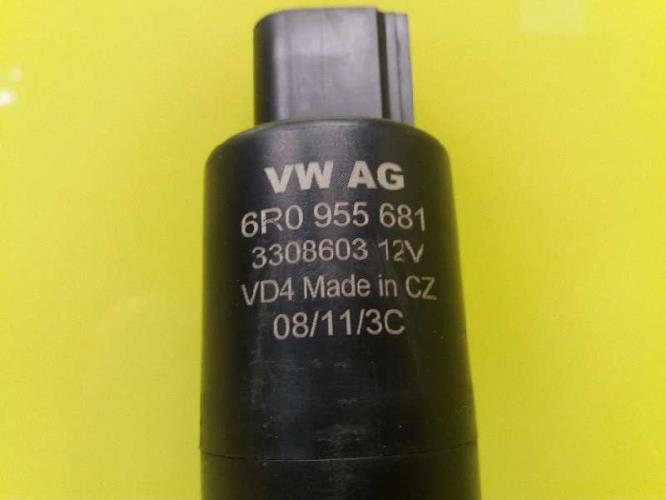 VW AG
6R0 955 681
3308603 12V
VD4 Made in CZ
08/11/3C